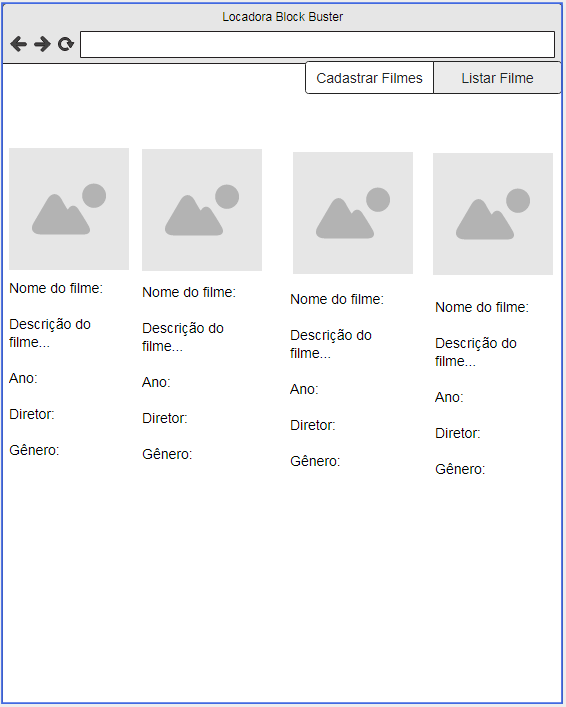 Locadora Block Buster
Cadastrar Filmes
Listar Filme
Nome do filme:
Descrição do
filme...
Ano:
Diretor:
Gênero:
Nome do filme:
Descrição do
filme...
Ano:
Diretor:
Gênero:
Nome do filme:
Descrição do
filme...
Ano:
Diretor:
Gênero:
Nome do filme:
Descrição do
filme...
Ano:
Diretor:
Gênero: